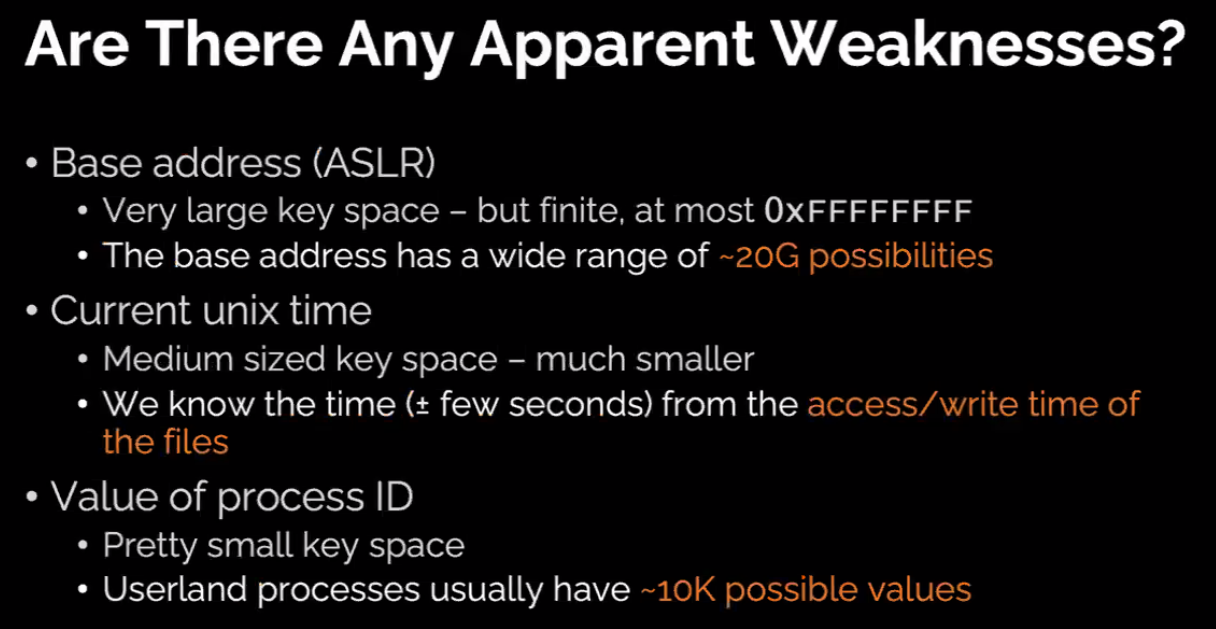 Are There Any Apparent Weaknesses?
• Base address (ASLR)
• Very large key space – but finite, at most 0xFFFFFFFF
• The base address has a wide range of ~20G possibilities
• Current unix time
• Medium sized key space – much smaller
• We know the time (± few seconds) from the access/write time of
the files
• Value of process ID
• Pretty small key space
• Userland processes usually have ~10K possible values